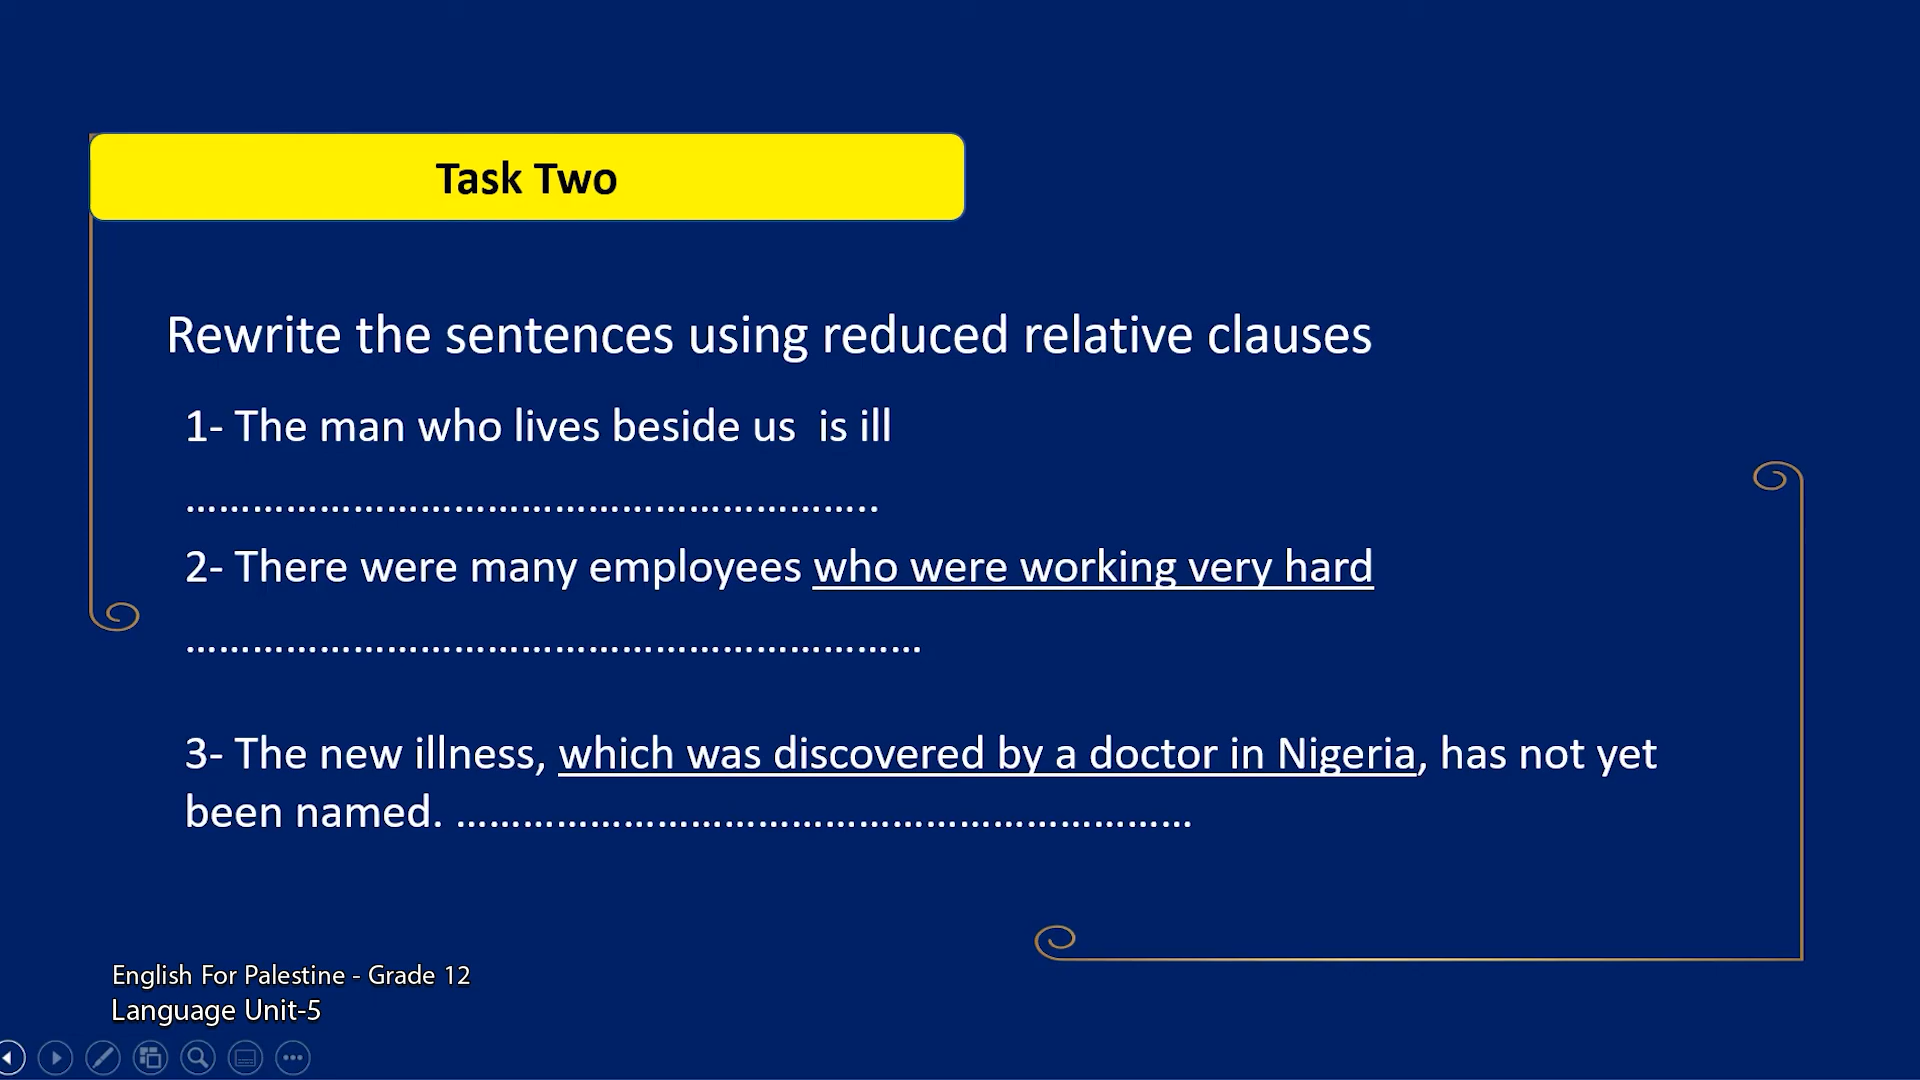 Task Two
Rewrite the sentences using reduced relative clauses
1- The man who lives beside us  is ill
…………………………………………………………..
2- There were many employees who were working very hard
………………………………………………………………
3- The new illness, which was discovered by a doctor in Nigeria, has not yet
been named. ………………………………………………………………
English For Palestine - Grade 12
Language Unit-5